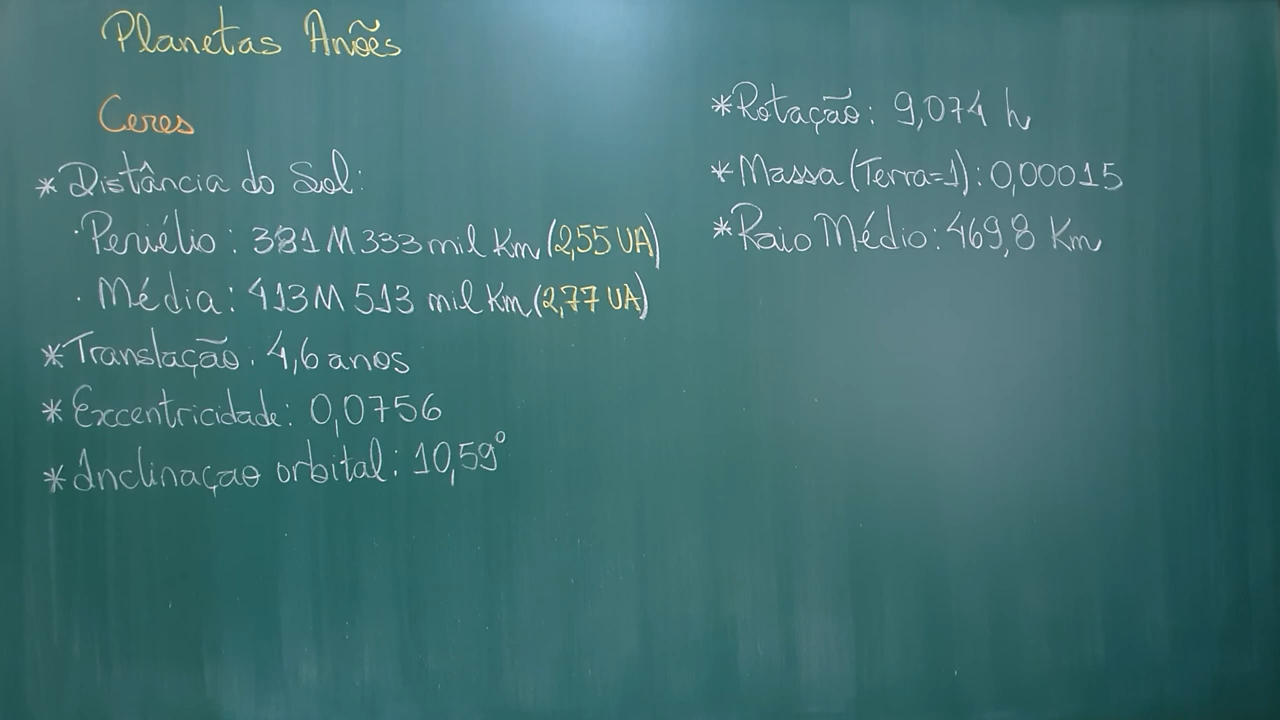 Planetas Anões
Ceres
* Distância do Sol:
· Periélio: 381 M 333 mil Km (2,55 UA)
· Média: 413 M 513 mil Km (2,77 UA)
* Translação: 4,6 anos
* Excentricidade: 0,0756
* Inclinaçao orbital: 10,59°
* Rotação: 9,074 h
* Massa (Terra=1): 0,00015
* Raio Médio: 469,8 Km